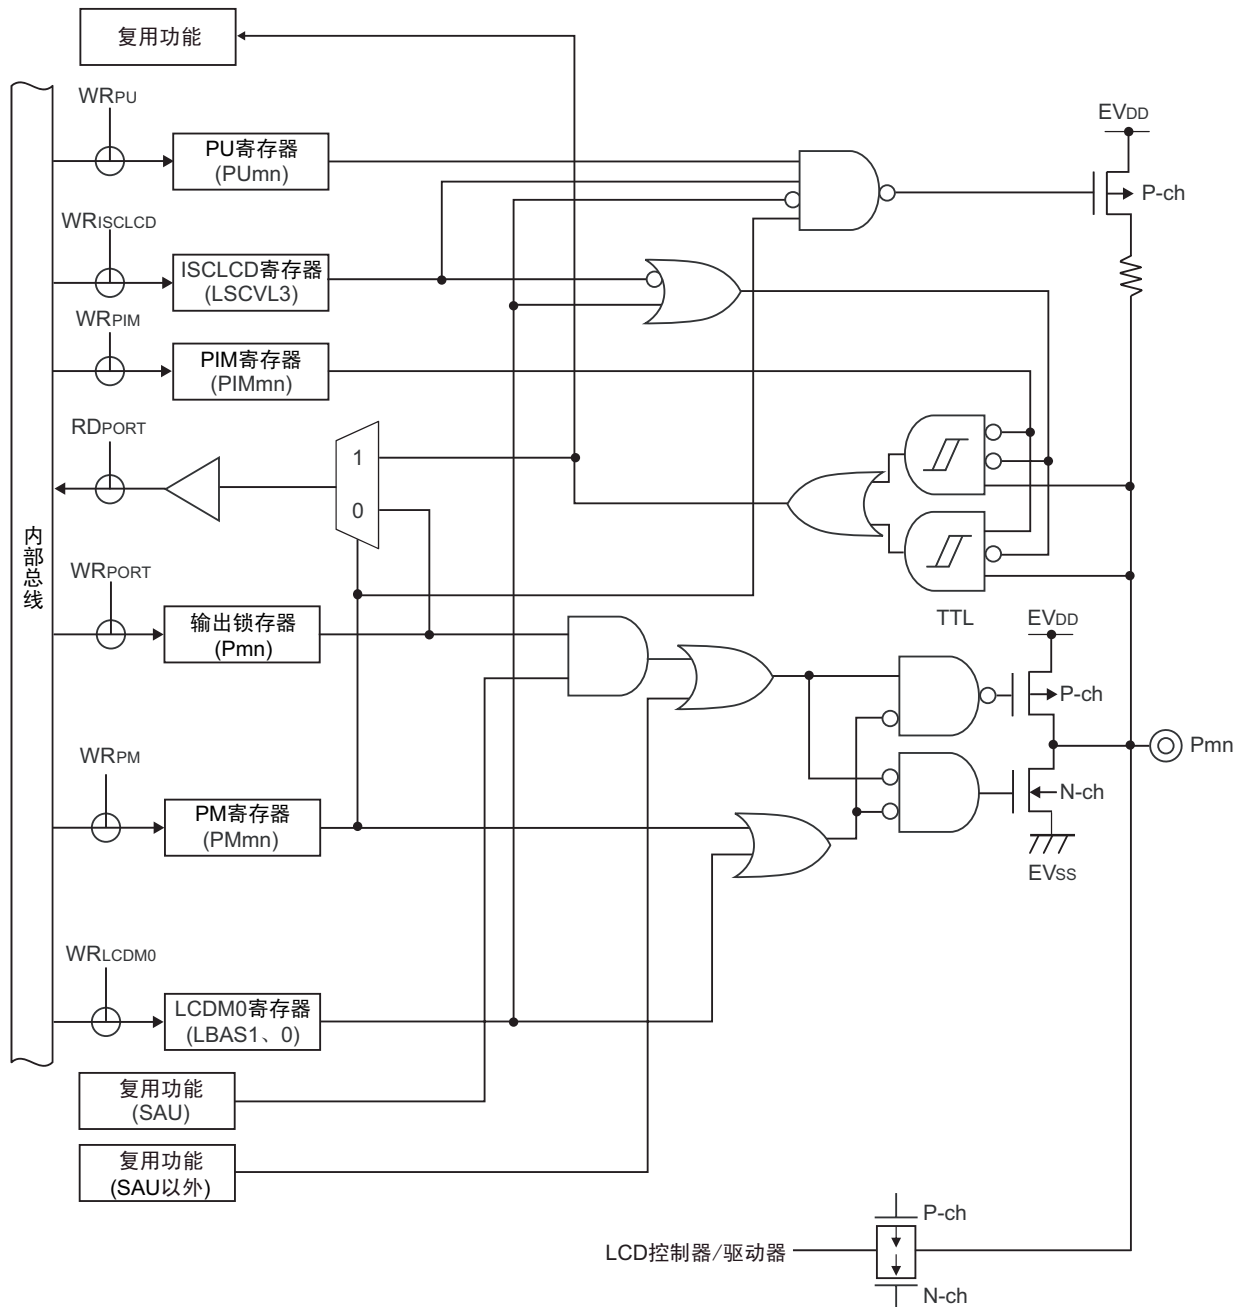 复用功能
WRPU
EVDD
PU寄存器
(PUmn)
P-ch
WRISCLCD
ISCLCD寄存器
(LSCVL3)
WRPIM
PIM寄存器
(PIMmn)
RDPORT
1
0
内部总线
WRPORT
输出锁存器
(Pmn)
TTL
EVDD
P-ch
Pmn
WRPM
N-ch
PM寄存器
(PMmn)
EVSS
WRLCDM0
LCDM0寄存器
(LBAS1、0)
复用功能
(SAU)
复用功能
(SAU以外)
P-ch
LCD控制器/驱动器
N-ch